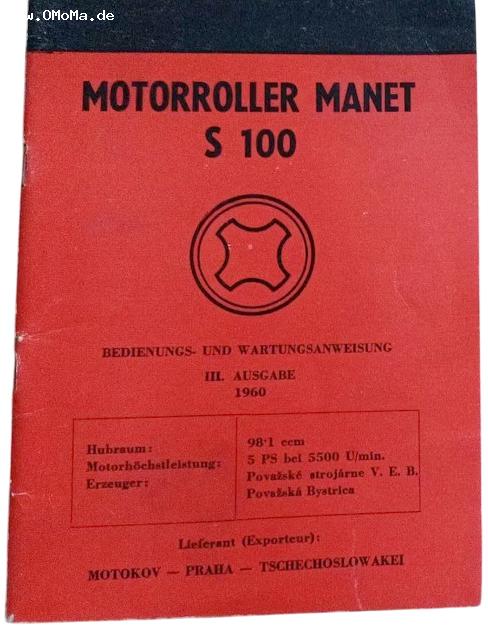 www.OMoMa.de
MOTORROLLER MANET
S 100
BEDIENUNGS- UND WARTUNGSANWEISUNG
III. AUSGABE
1960
Hubraum: 98·1 ccm
Motorhöchstleistung: 5 PS bei 5500 U/min.
Erzeuger: Považské strojárne V. E. B.
Považská Bystrica
Lieferant (Exporteur):
MOTOKOV — PRAHA — TSCHECHOSLOWAKEI